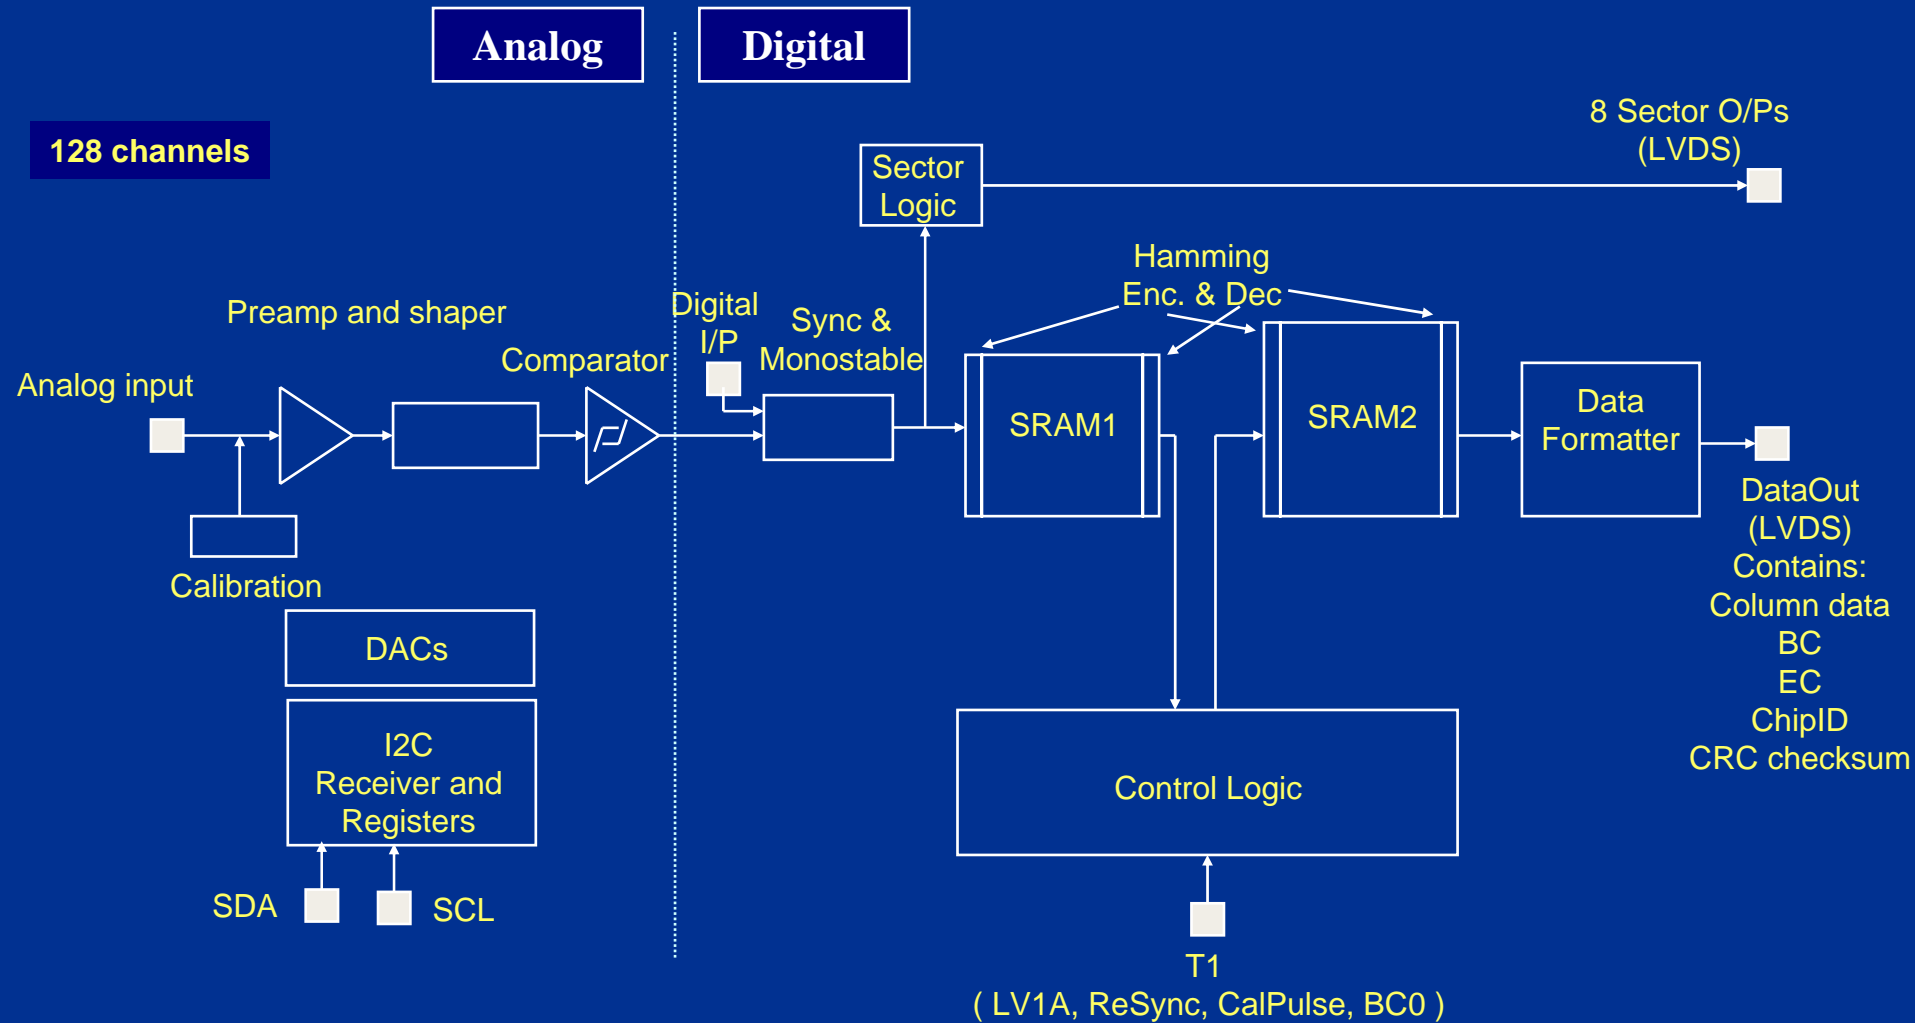 Analog
Digital
128 channels
8 Sector O/Ps
(LVDS)
Sector
Logic
Hamming
Enc. & Dec
Preamp and shaper
Digital
I/P
Sync &
Monostable
Comparator
Analog input
SRAM1
SRAM2
Data
Formatter
DataOut
(LVDS)
Contains:
Column data
BC
EC
ChipID
CRC checksum
Calibration
DACs
I2C
Receiver and
Registers
SDA
SCL
Control Logic
T1
( LV1A, ReSync, CalPulse, BC0 )